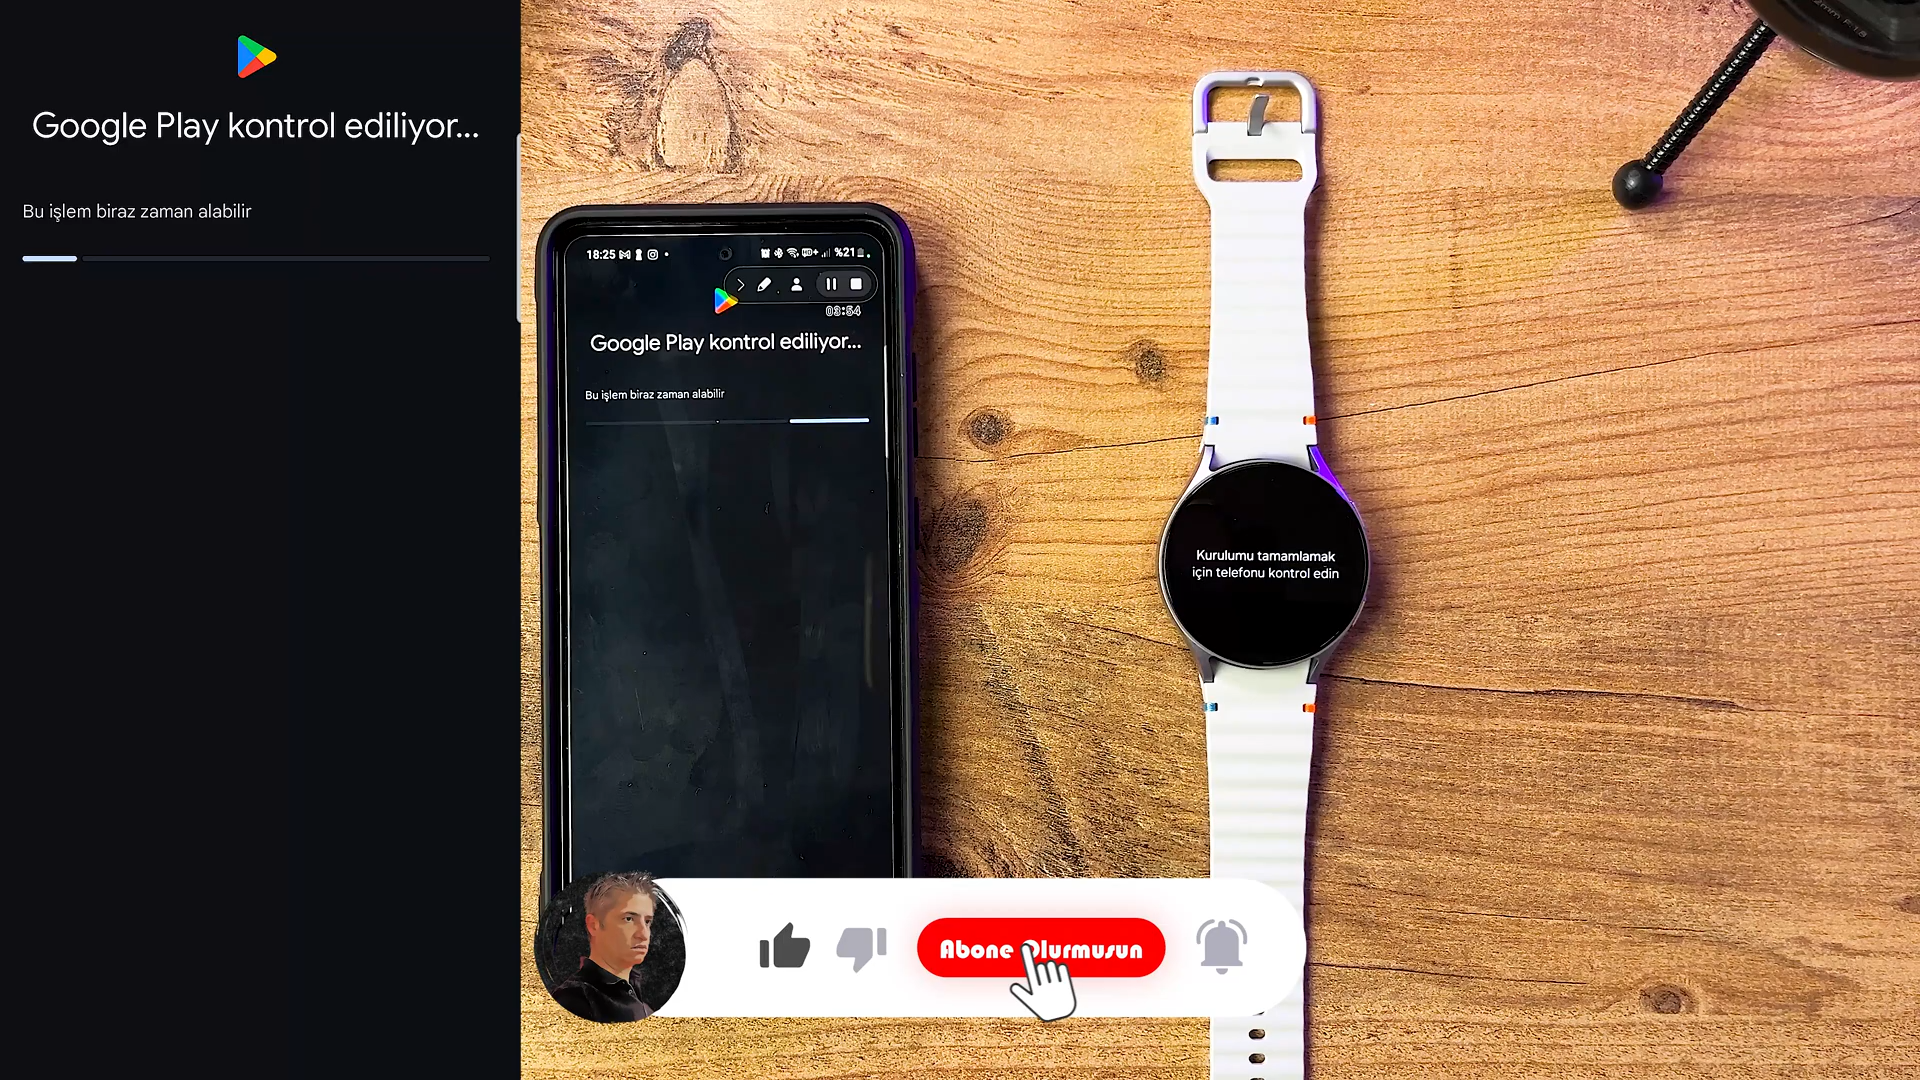 Google Play kontrol ediliyor...
Bu işlem biraz zaman alabilir
18:25
%21
03:54
Google Play kontrol ediliyor...
Bu işlem biraz zaman alabilir
Kurulumu tamamlamak
için telefonu kontrol edin
Abone Olurmusun